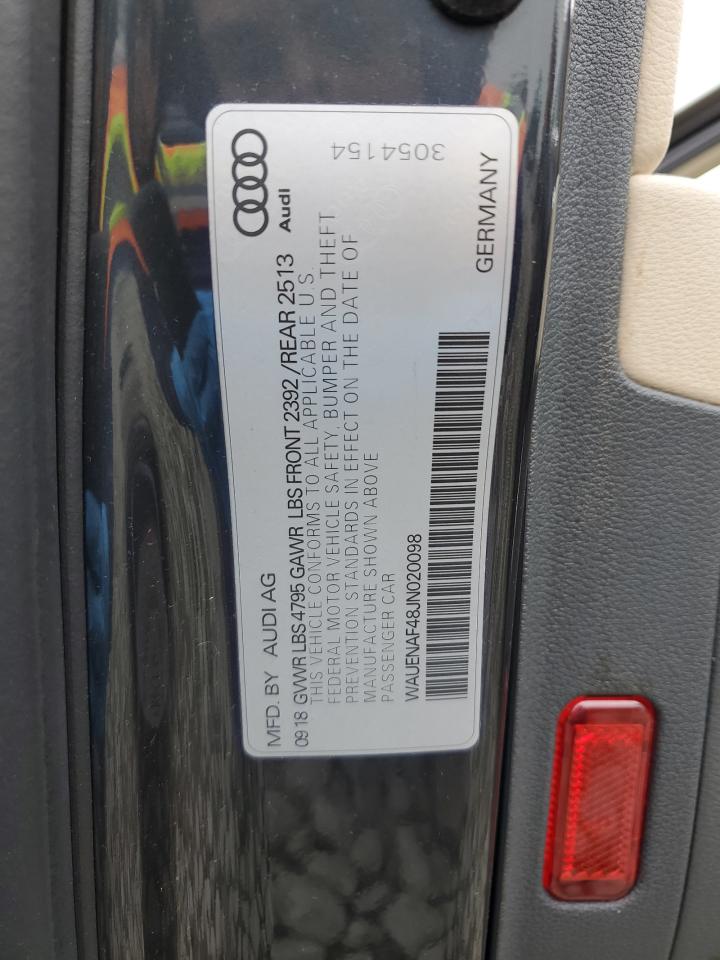 MFD. BY AUDI AG
Audi
09 18 GVWR LBS 4795 GAWR LBS FRONT 2392 /REAR 2513
THIS VEHICLE CONFORMS TO ALL APPLICABLE U.S.
FEDERAL MOTOR VEHICLE SAFETY, BUMPER AND THEFT
PREVENTION STANDARDS IN EFFECT ON THE DATE OF
MANUFACTURE SHOWN ABOVE
PASSENGER CAR
WAUENAF48JN020098
GERMANY
3054154